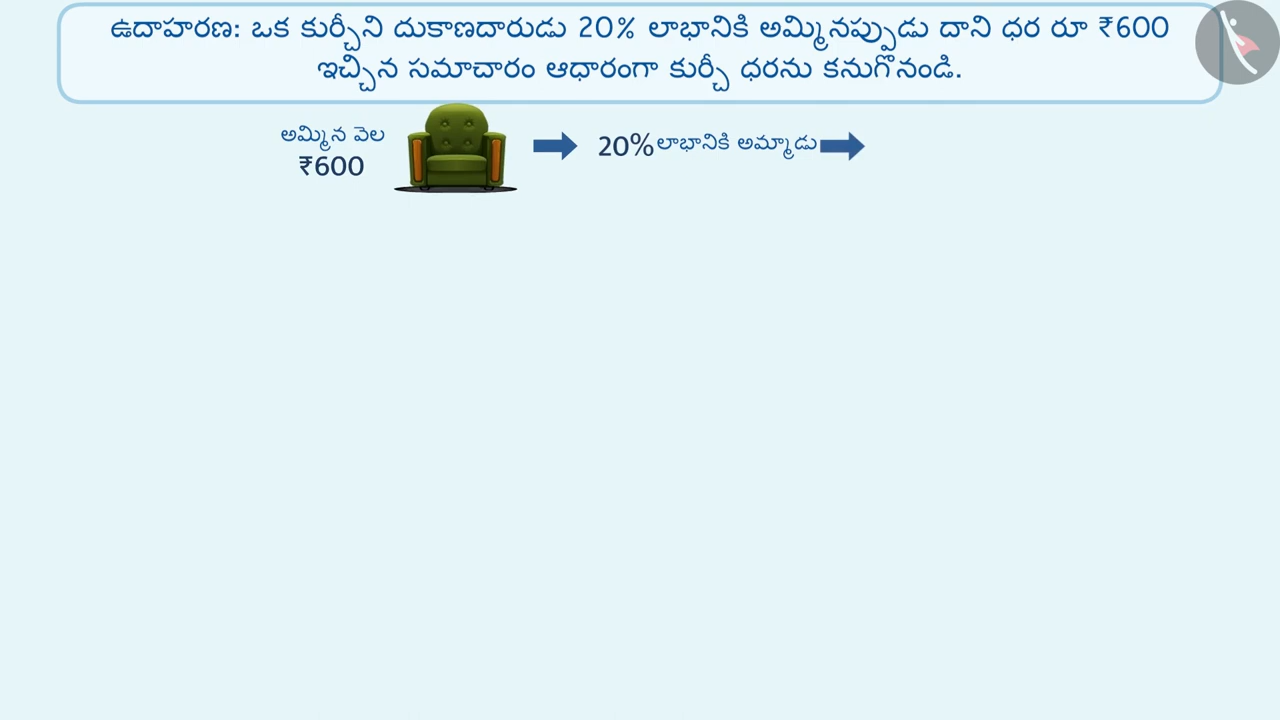 ఉదాహరణ: ఒక కుర్చీని దుకాణదారుడు 20% లాభానికి అమ్మినప్పుడు దాని ధర రూ ₹600
ఇచ్చిన సమాచారం ఆధారంగా కుర్చీ ధరను కనుగొనండి.
అమ్మిన వెల
₹600
20% లాభానికి అమ్మాడు